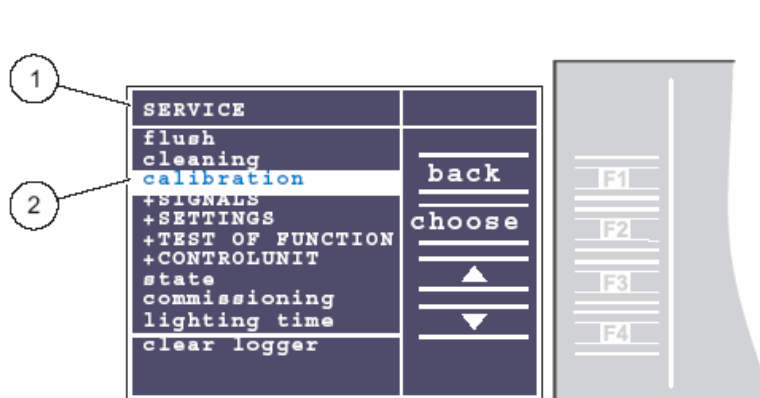 1
SERVICE
flush
cleaning
calibration
+SIGNALS
+SETTINGS
+TEST OF FUNCTION
+CONTROLUNIT
state
commissioning
lighting time
clear logger
back
choose
2
F1
F2
F3
F4